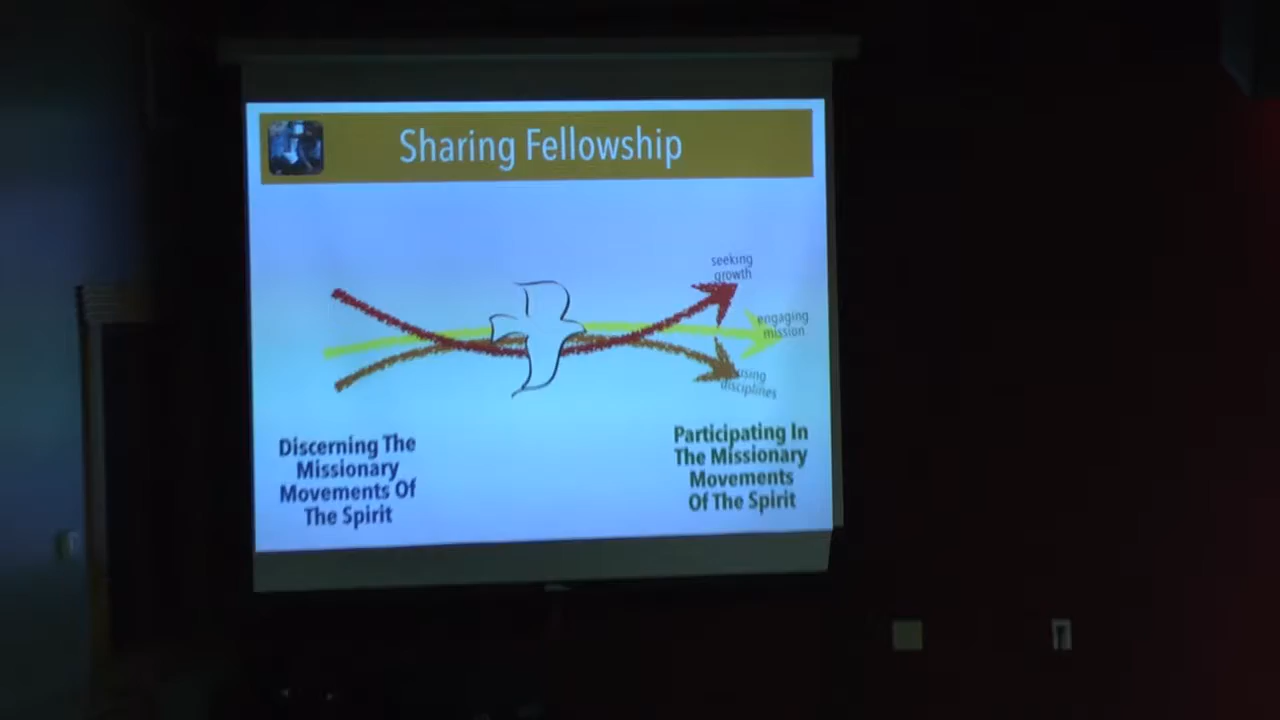 Sharing Fellowship
seeking
growth
engaging
mission
disciplines
Discerning The
Missionary
Movements Of
The Spirit
Participating In
The Missionary
Movements
Of The Spirit